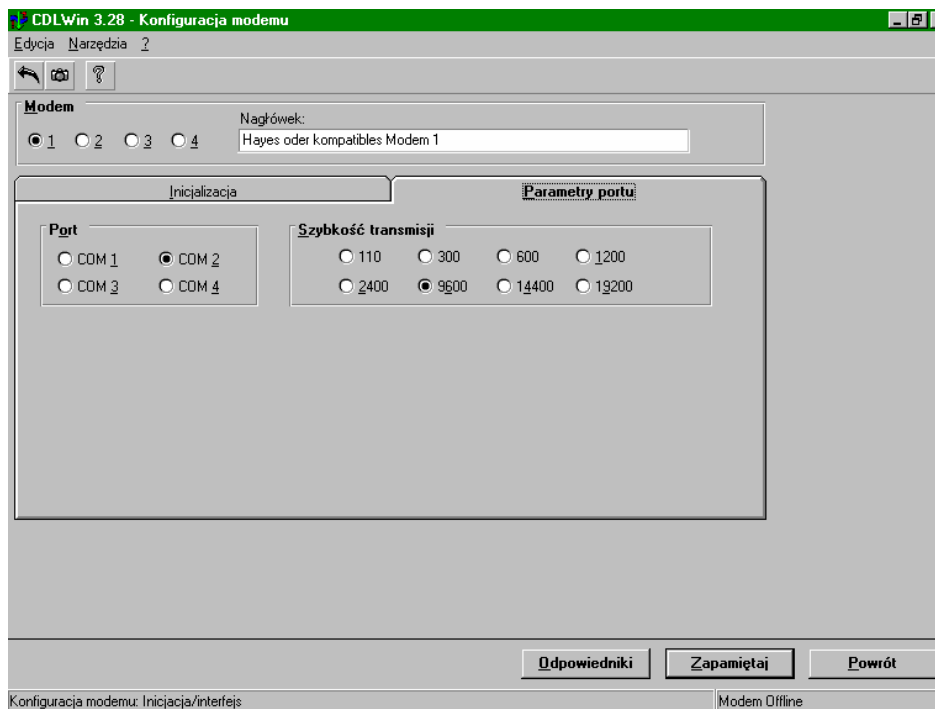 CDLWin 3.28 - Konfiguracja modemu
Edycja Narzędzia ?
Modem
Nagłówek:
1 2 3 4 Hayes oder kompatibles Modem 1
Inicjalizacja Parametry portu
Port Szybkość transmisji
COM 1 COM 2 110 300 600 1200
COM 3 COM 4 2400 9600 14400 19200
Odpowiedniki Zapamiętaj Powrót
Konfiguracja modemu: Inicjacja/interfejs Modem Offline